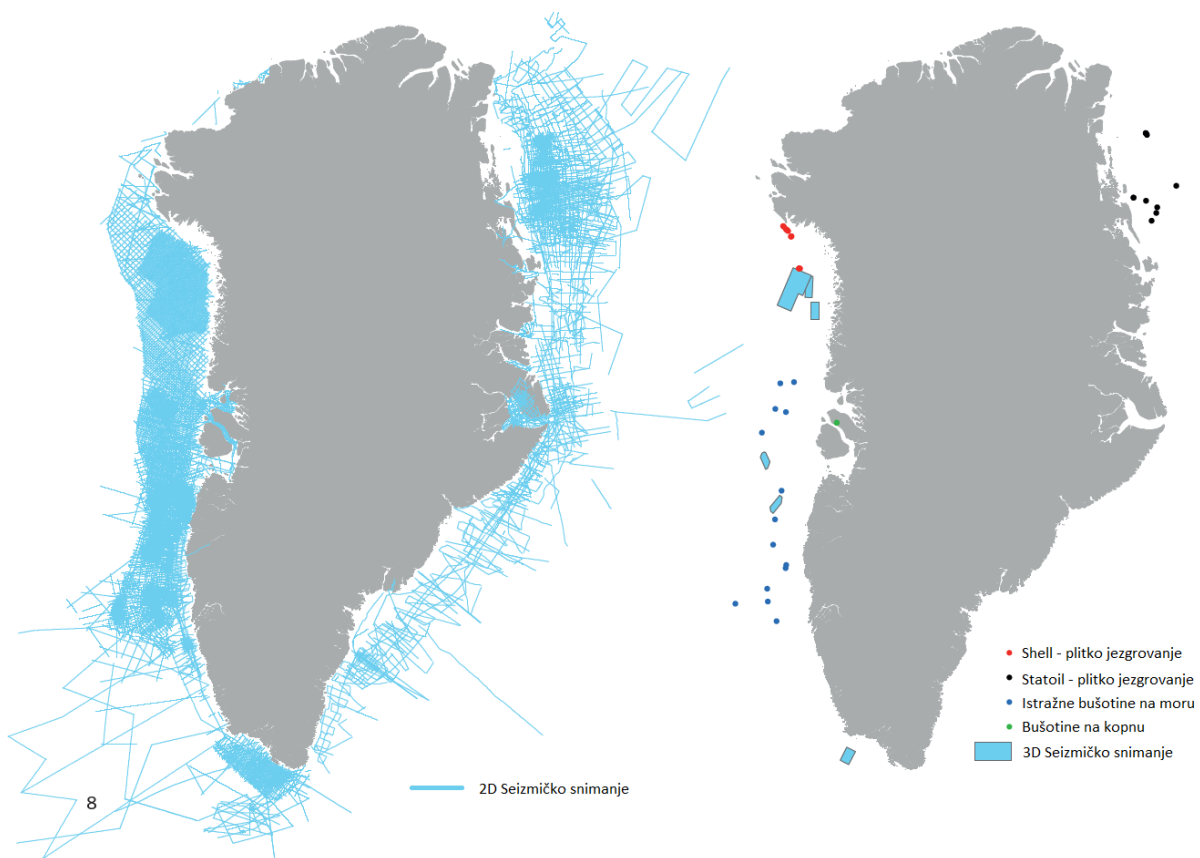 8
2D Seizmičko snimanje
Shell - plitko jezgrovanje
Statoil - plitko jezgrovanje
Istražne bušotine na moru
Bušotine na kopnu
3D Seizmičko snimanje